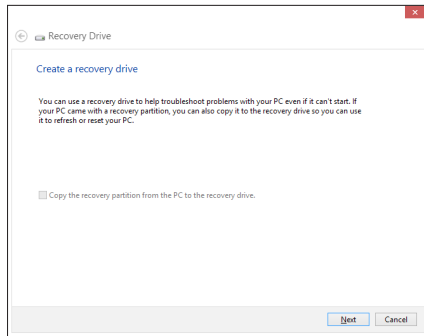 Recovery Drive
Create a recovery drive
You can use a recovery drive to help troubleshoot problems with your PC even if it can't start. If
your PC came with a recovery partition, you can also copy it to the recovery drive so you can use
it to refresh or reset your PC.
Copy the recovery partition from the PC to the recovery drive.
Next Cancel